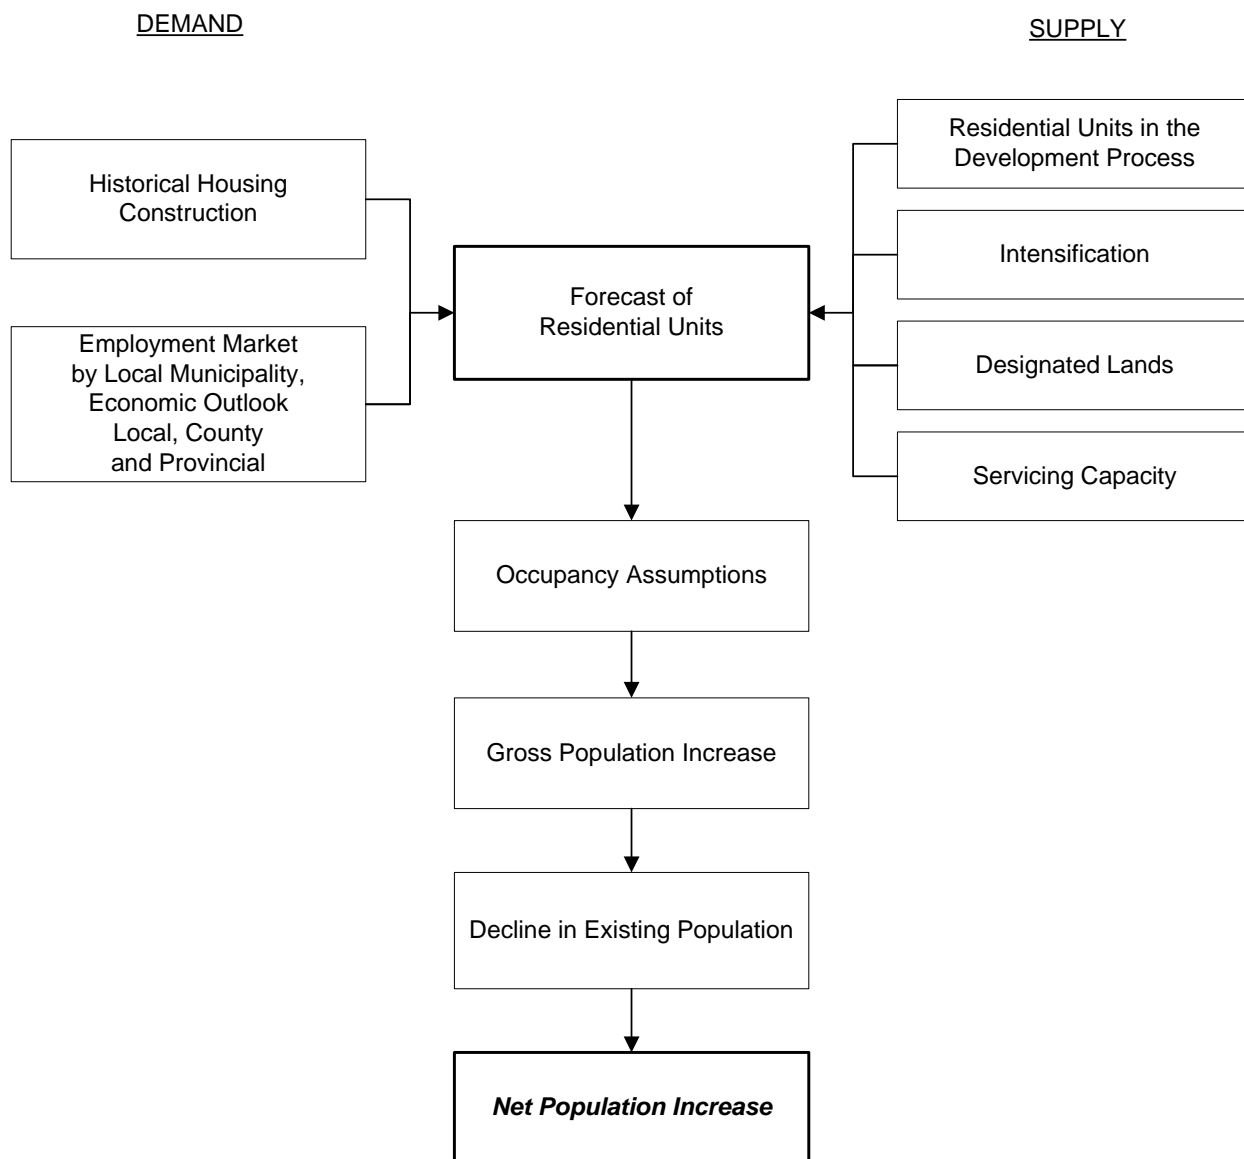 DEMAND
SUPPLY
Historical Housing
Construction
Employment Market
by Local Municipality,
Economic Outlook
Local, County
and Provincial
Forecast of
Residential Units
Residential Units in the
Development Process
Intensification
Designated Lands
Servicing Capacity
Occupancy Assumptions
Gross Population Increase
Decline in Existing Population
Net Population Increase